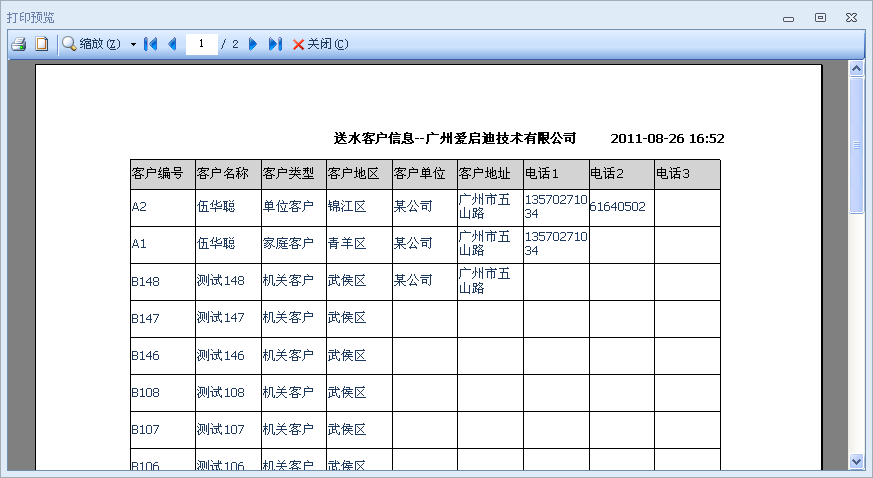 打印预览
缩放(Z) 1 / 2 关闭(C)
送水客户信息--广州爱启迪技术有限公司 2011-08-26 16:52
客户编号 客户名称 客户类型 客户地区 客户单位 客户地址 电话1 电话2 电话3
A2 伍华聪 单位客户 锦江区 某公司 广州市五山路 13570271034 61640502
A1 伍华聪 家庭客户 青羊区 某公司 广州市五山路 13570271034
B148 测试148 机关客户 武侯区 某公司 广州市五山路
B147 测试147 机关客户 武侯区
B146 测试146 机关客户 武侯区
B108 测试108 机关客户 武侯区
B107 测试107 机关客户 武侯区
B106 测试106 机关客户 武侯区